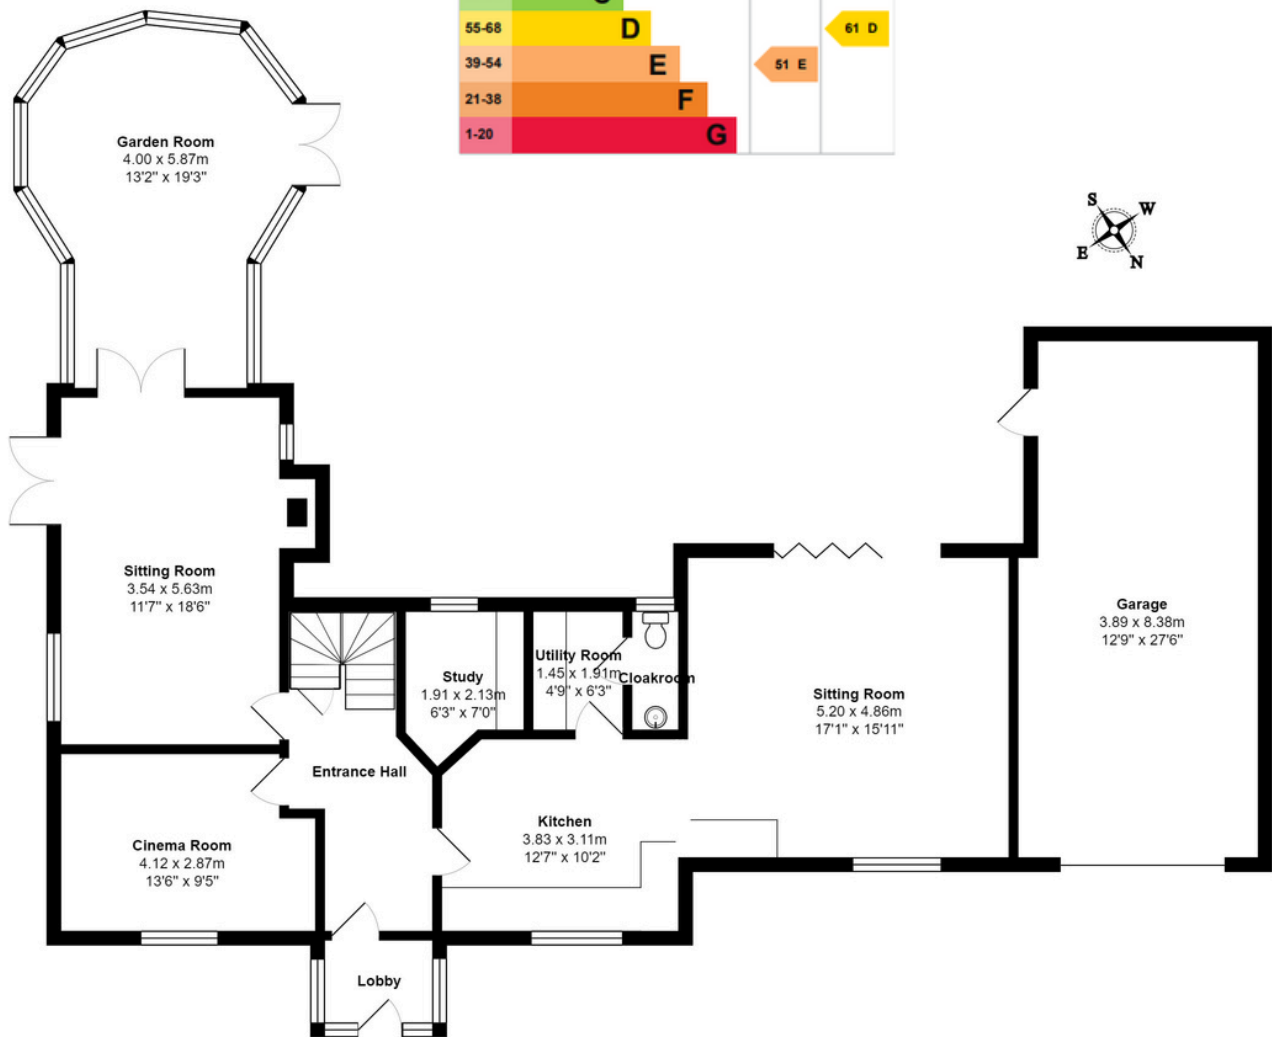 55-68
D
61 D
39-54
E
51 E
21-38
F
1-20
G
Garden Room
4.00 x 5.87m
13'2" x 19'3"
S
W
E
N
Sitting Room
3.54 x 5.63m
11'7" x 18'6"
Garage
3.89 x 8.38m
12'9" x 27'6"
Utility Room
1.45 x 1.91m
4'9" x 6'3"
Cloakroom
Study
1.91 x 2.13m
6'3" x 7'0"
Sitting Room
5.20 x 4.86m
17'1" x 15'11"
Entrance Hall
Kitchen
3.83 x 3.11m
12'7" x 10'2"
Cinema Room
4.12 x 2.87m
13'6" x 9'5"
Lobby